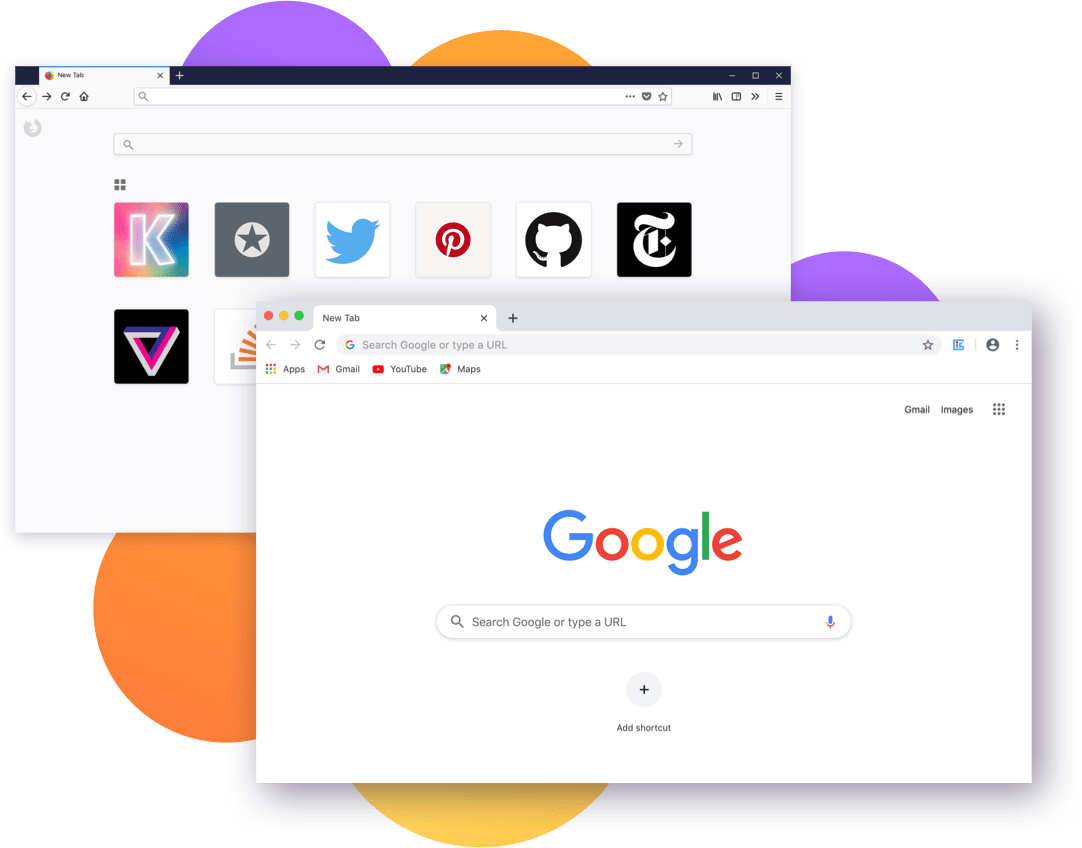 New Tab
K
New Tab
Search Google or type a URL
Apps Gmail YouTube Maps
Gmail Images
Google
Search Google or type a URL
Add shortcut